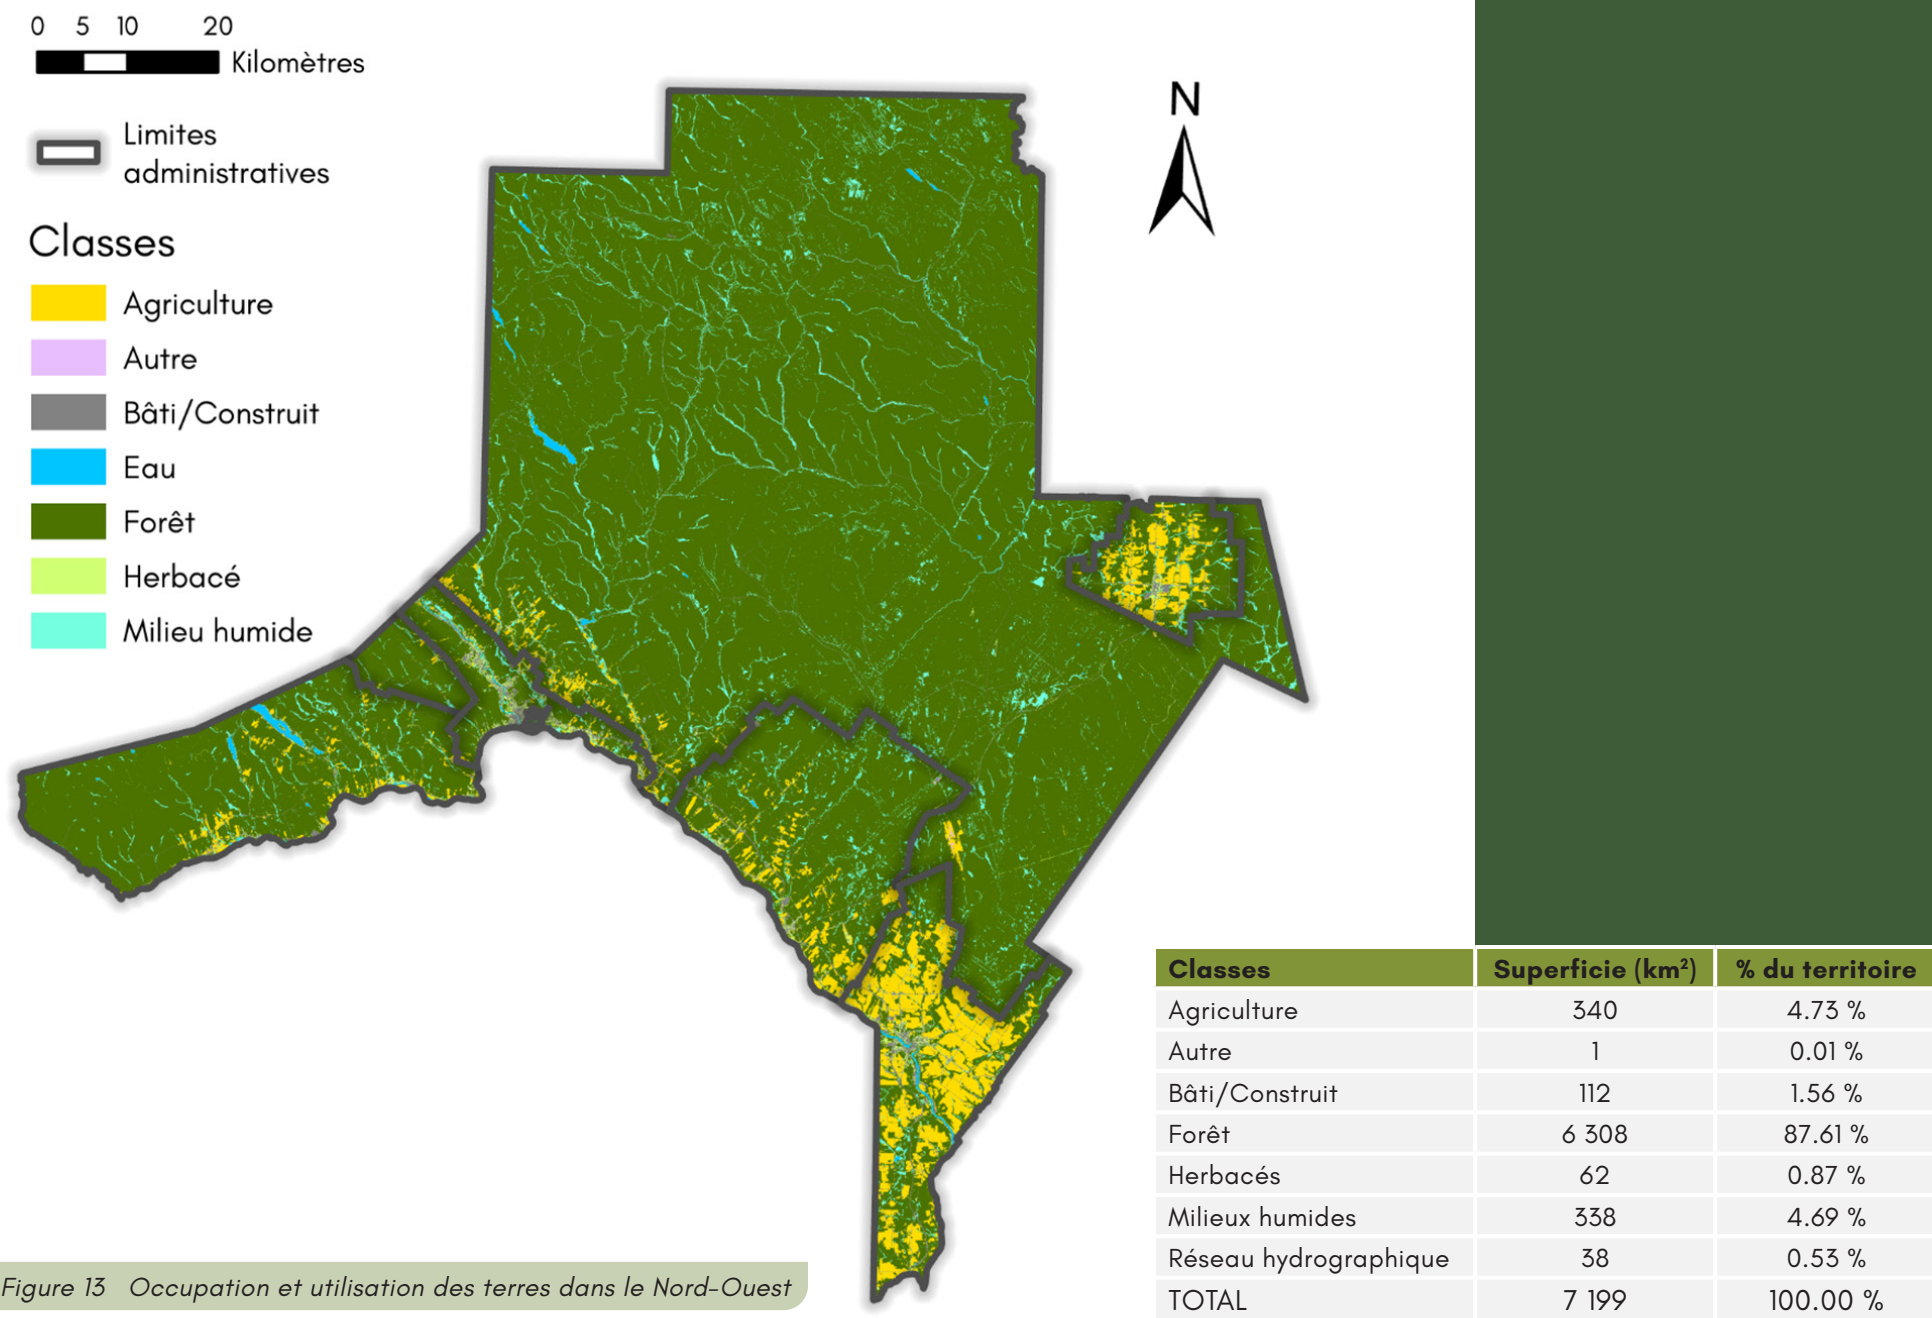 0 5 10 20
Kilomètres
Limites
administratives
N
Classes
Agriculture
Autre
Bâti/Construit
Eau
Forêt
Herbacé
Milieu humide
Classes Superficie (km²) % du territoire
Agriculture 340 4.73 %
Autre 1 0.01 %
Bâti/Construit 112 1.56 %
Forêt 6 308 87.61 %
Herbacés 62 0.87 %
Milieux humides 338 4.69 %
Réseau hydrographique 38 0.53 %
TOTAL 7 199 100.00 %
Figure 13 Occupation et utilisation des terres dans le Nord-Ouest